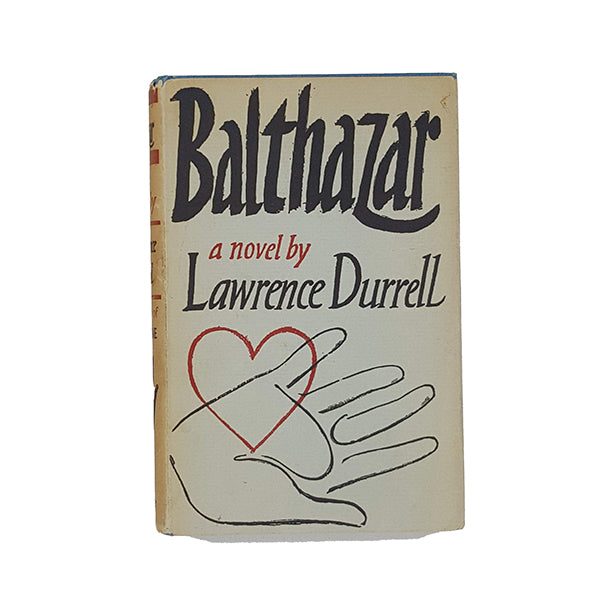 Balthazar
a novel by
Lawrence Durrell